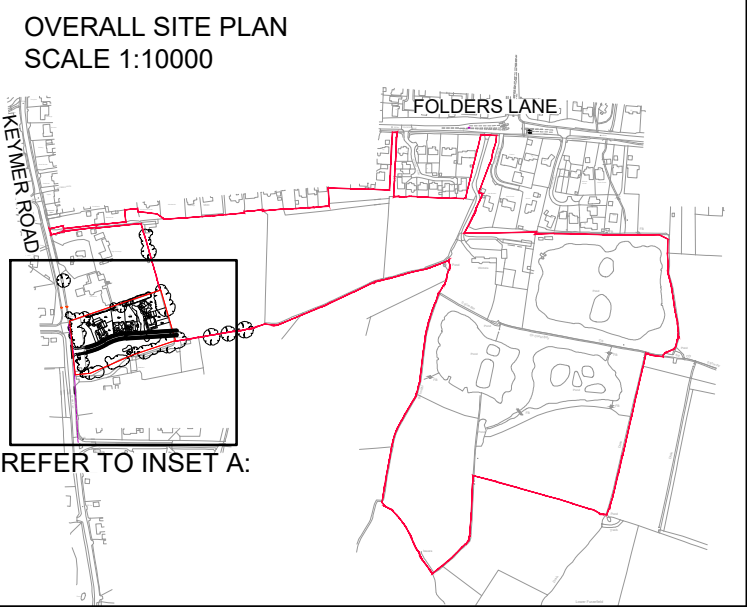 OVERALL SITE PLAN
SCALE 1:10000
FOLDERS LANE
KEYMER ROAD
REFER TO INSET A: